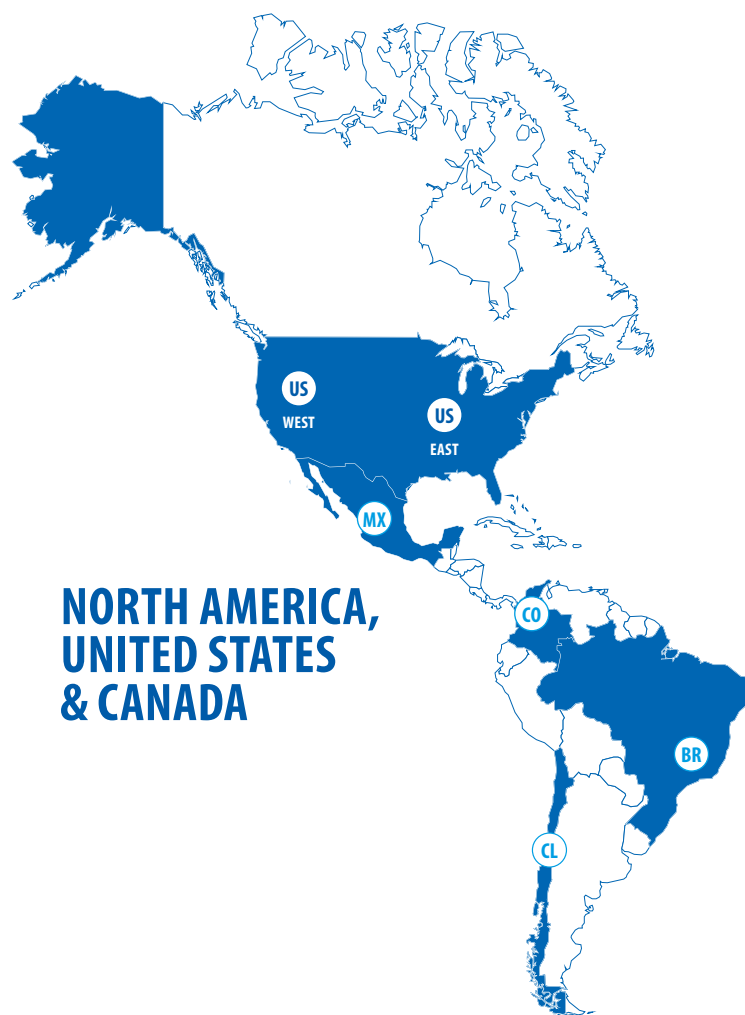 US
WEST
US
EAST
MX
NORTH AMERICA,
UNITED STATES
& CANADA
CO
BR
CL